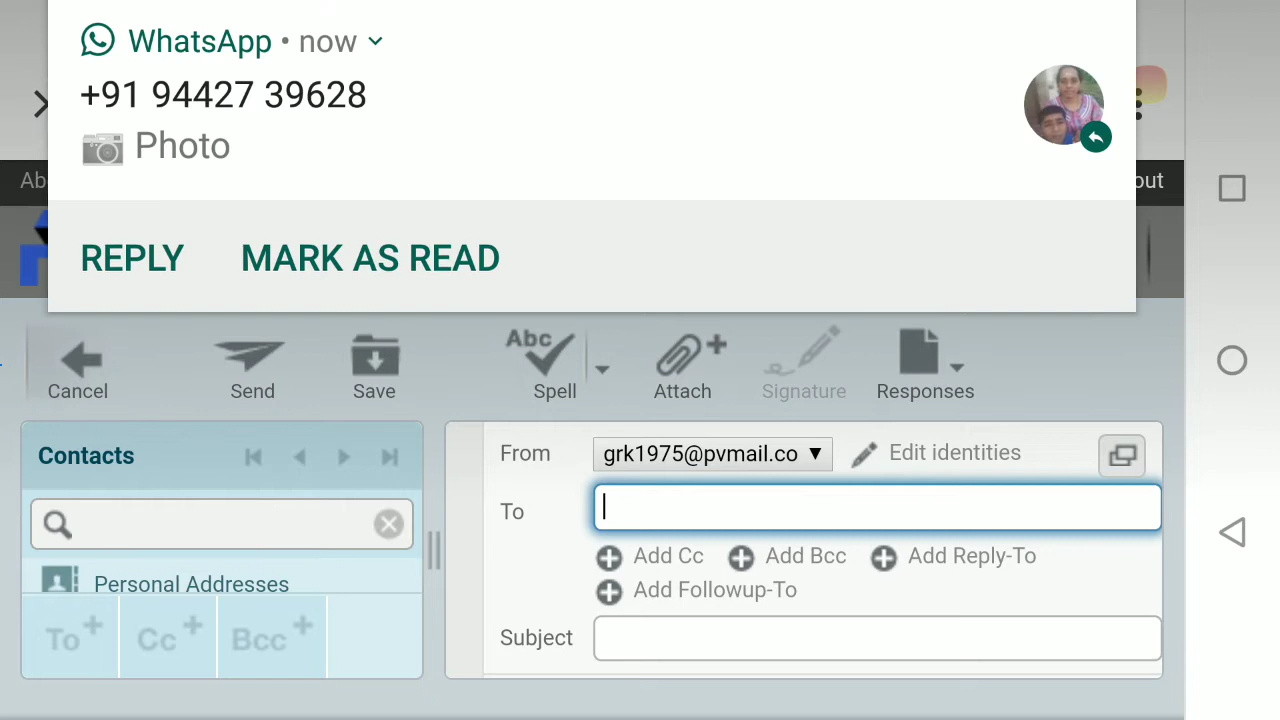 WhatsApp • now
+91 94427 39628
Photo
Ab
out
REPLY MARK AS READ
Abc
Cancel Send Save Spell Attach Signature Responses
Contacts
Personal Addresses
To Cc Bcc
From grk1975@pvmail.co Edit identities
To
Add Cc Add Bcc Add Reply-To
Add Followup-To
Subject